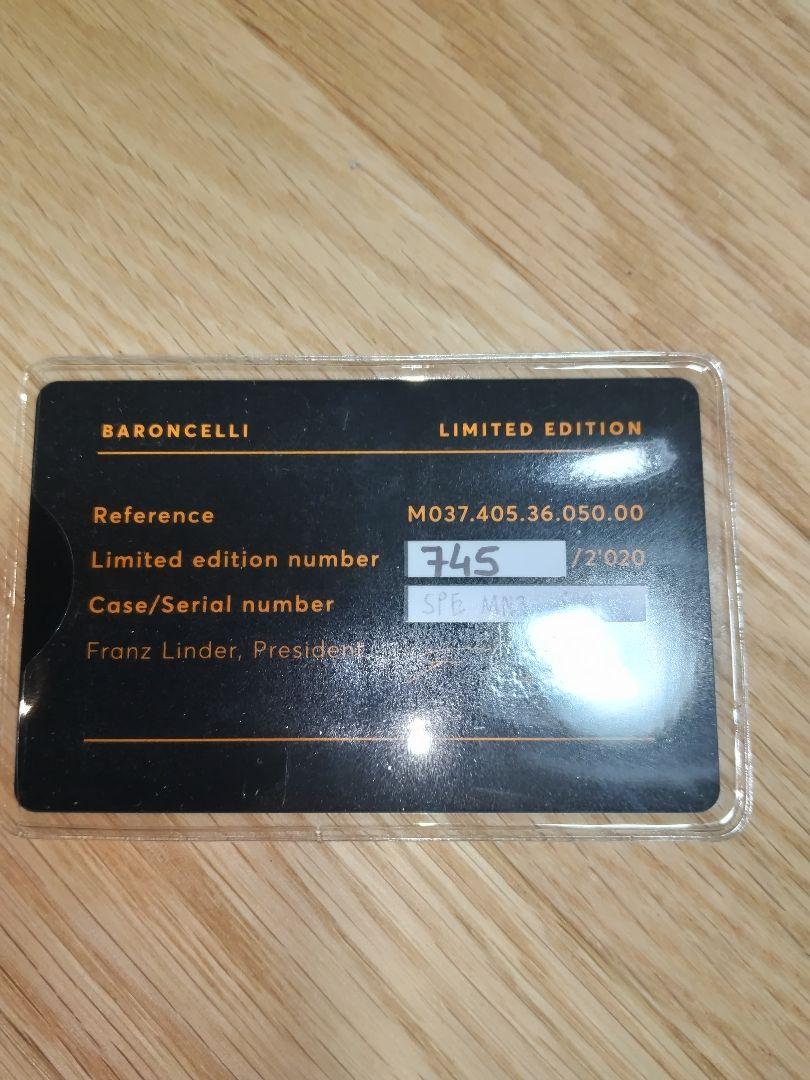 BARONCELLI LIMITED EDITION
Reference M037.405.36.050.00
Limited edition number 745 /2'020
Case/Serial number SPE
Franz Linder, President